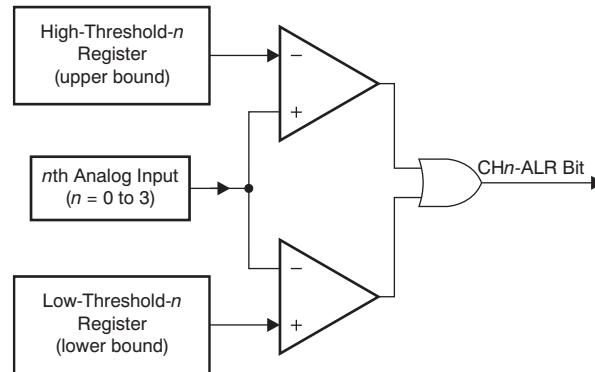 High-Threshold-n
Register
(upper bound)
−
+
nth Analog Input
(n = 0 to 3)
CHn-ALR Bit
−
+
Low-Threshold-n
Register
(lower bound)